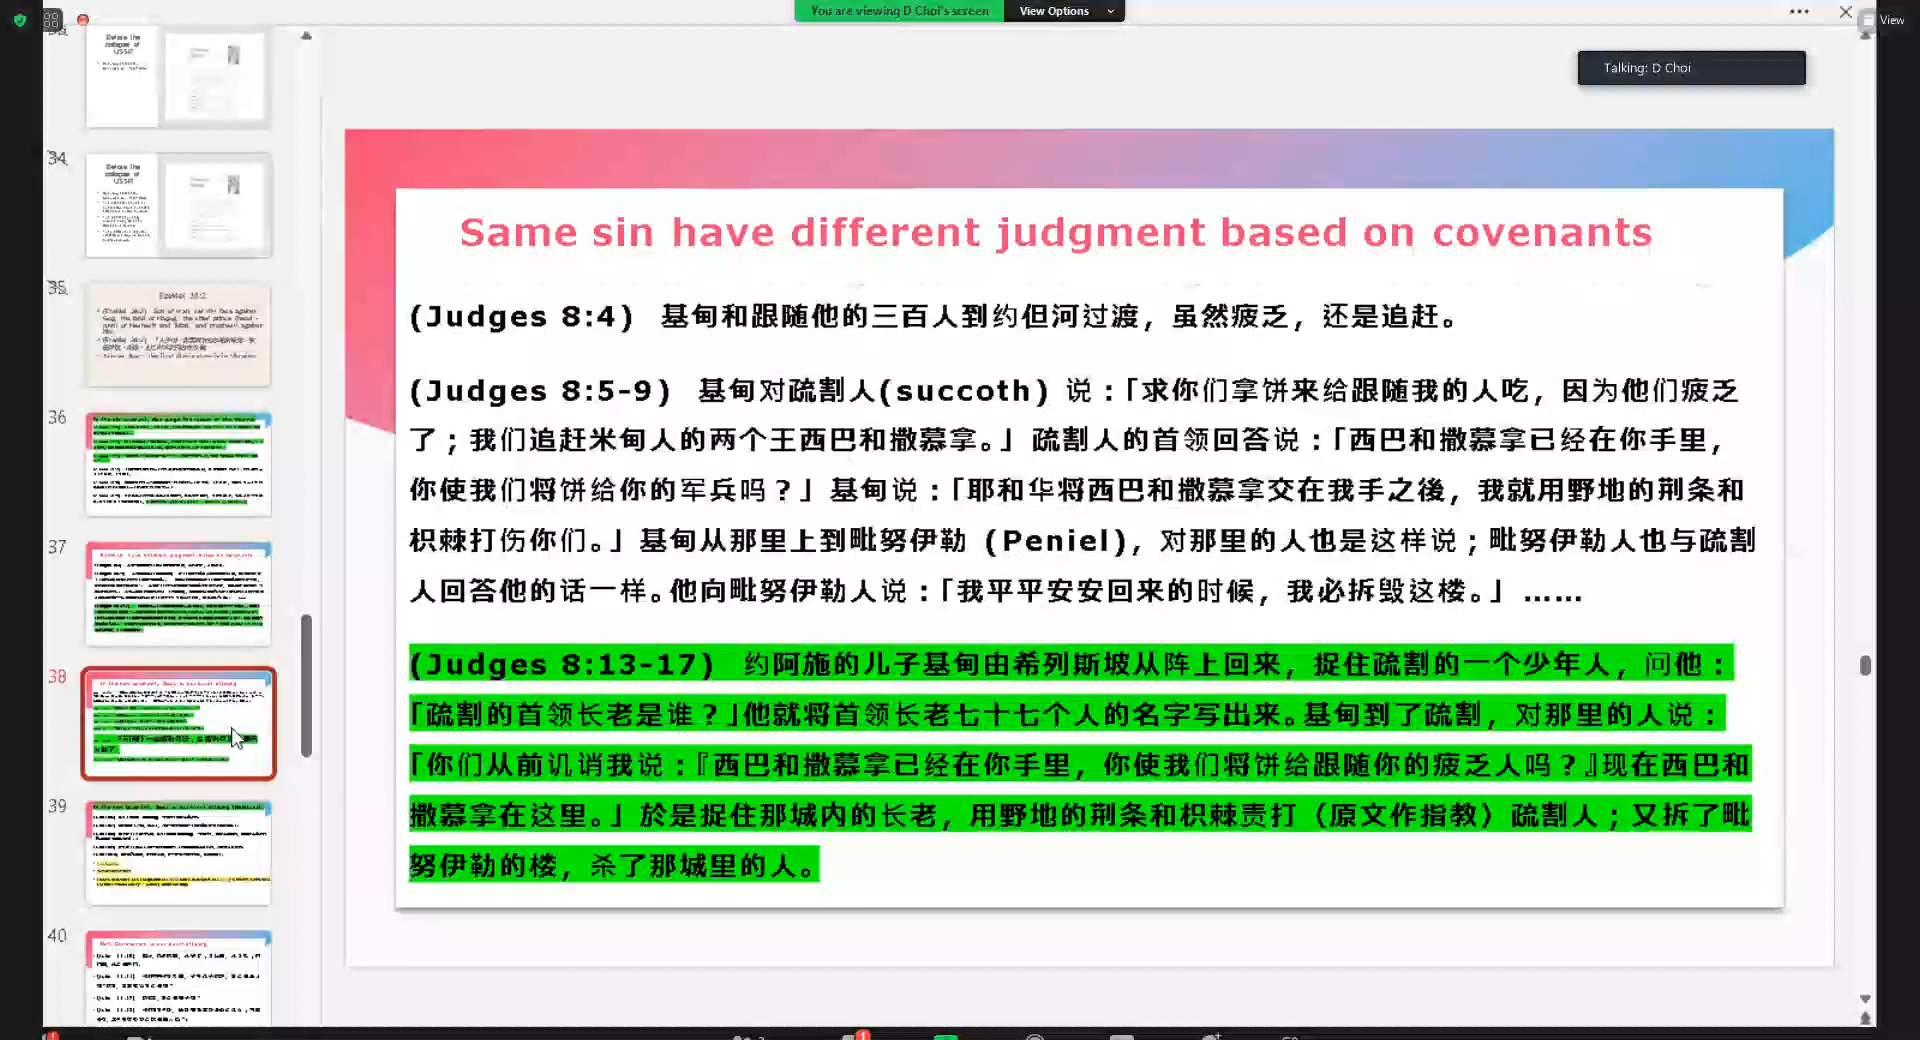 You are viewing D Choi's screen
View Options
View
Talking: D Choi
34
35
36
37
38
39
40
Before the
collapse of
USSR
Before the
collapse of
USSR
Ezekiel 38:2
Same sin have different judgment based on covenants
(Judges 8:4) 基甸和跟随他的三百人到约但河过渡，虽然疲乏，还是追赶。
(Judges 8:5-9) 基甸对疏割人(succoth) 说：「求你们拿饼来给跟随我的人吃，因为他们疲乏
了；我们追赶米甸人的两个王西巴和撒慕拿。」疏割人的首领回答说：「西巴和撒慕拿已经在你手里，
你使我们将饼给你的军兵吗？」基甸说：「耶和华将西巴和撒慕拿交在我手之後，我就用野地的荆条和
枳棘打伤你们。」基甸从那里上到毗努伊勒 (Peniel)，对那里的人也是这样说；毗努伊勒人也与疏割
人回答他的话一样。他向毗努伊勒人说：「我平平安安回来的时候，我必拆毁这楼。」……
(Judges 8:13-17) 约阿施的儿子基甸由希列斯坡从阵上回来，捉住疏割的一个少年人，问他：
「疏割的首领长老是谁？」他就将首领长老七十七个人的名字写出来。基甸到了疏割，对那里的人说：
「你们从前讥诮我说：『西巴和撒慕拿已经在你手里，你使我们将饼给跟随你的疲乏人吗？』现在西巴和
撒慕拿在这里。」於是捉住那城内的长老，用野地的荆条和枳棘责打（原文作指教）疏割人；又拆了毗
努伊勒的楼，杀了那城里的人。